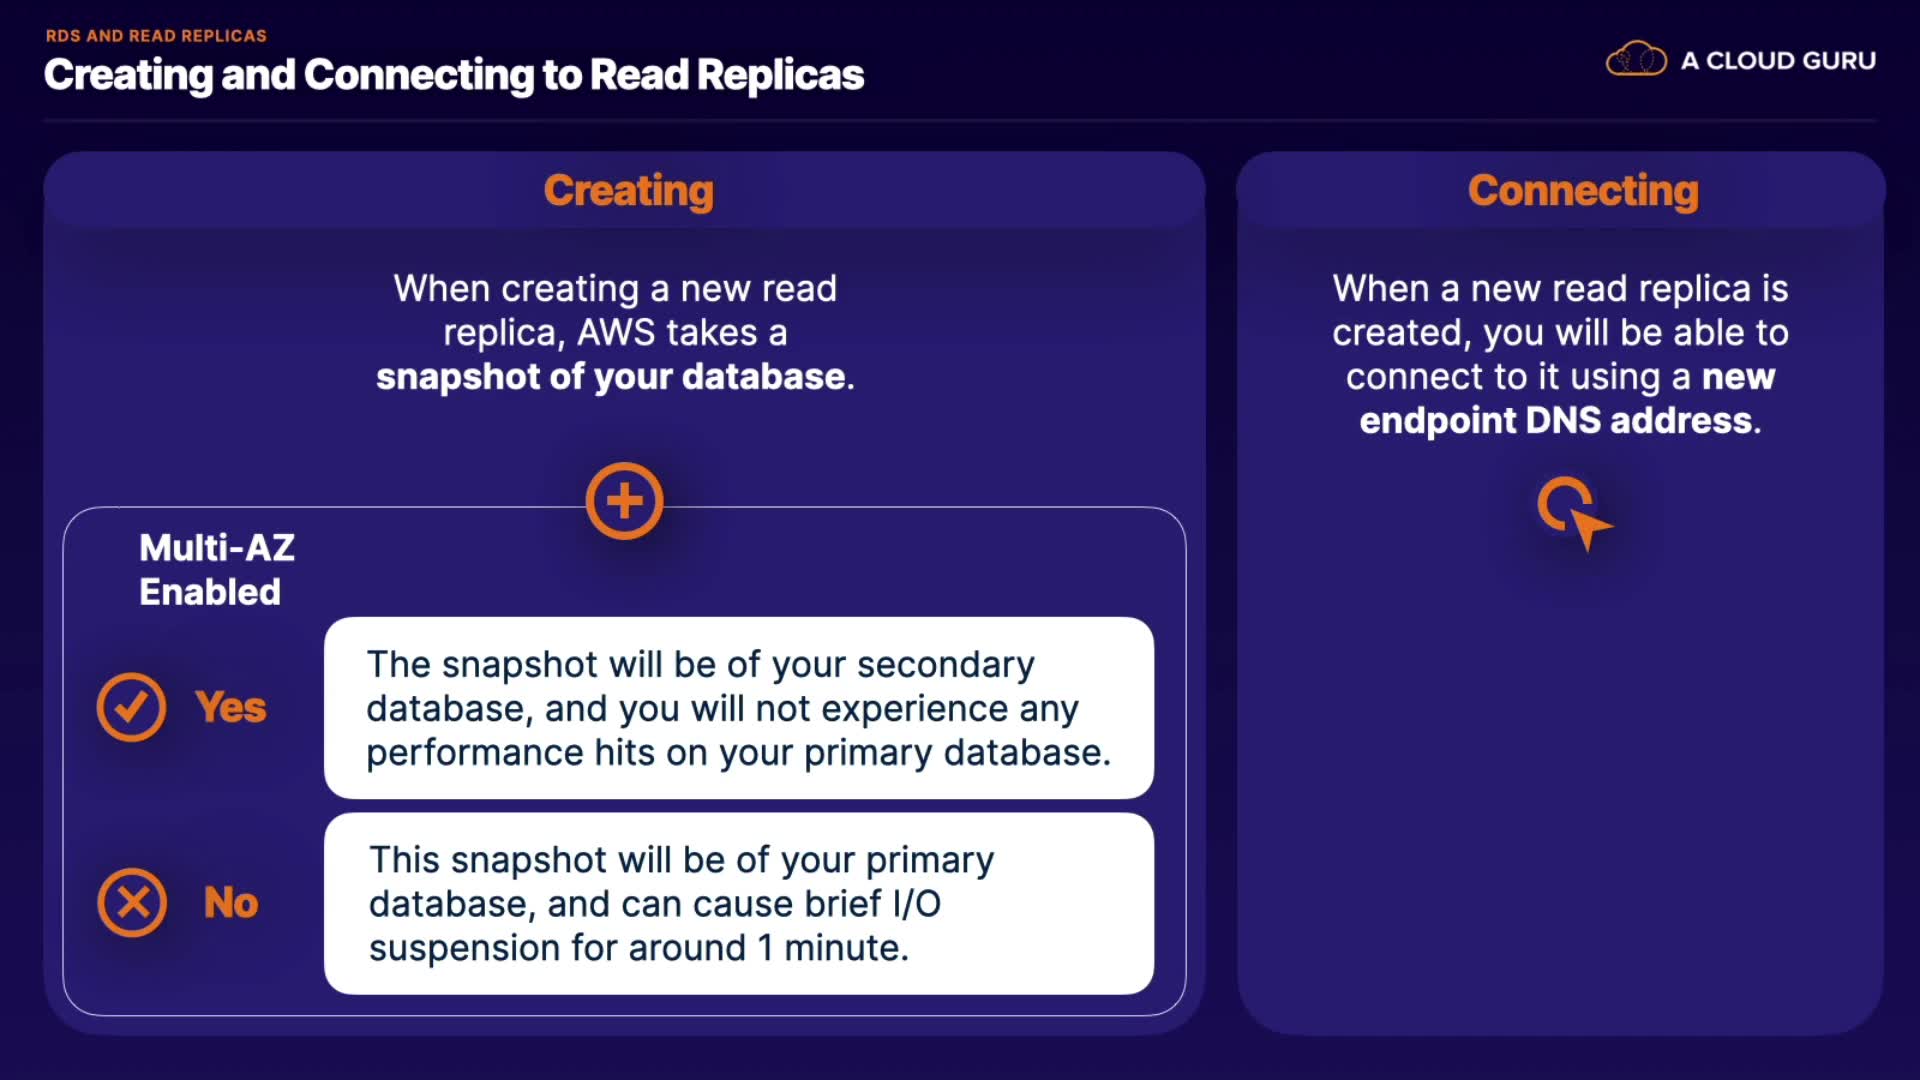 RDS AND READ REPLICAS
Creating and Connecting to Read Replicas
A CLOUD GURU
Creating
When creating a new read
replica, AWS takes a
snapshot of your database.
Multi-AZ
Enabled
Yes
The snapshot will be of your secondary
database, and you will not experience any
performance hits on your primary database.
No
This snapshot will be of your primary
database, and can cause brief I/O
suspension for around 1 minute.
Connecting
When a new read replica is
created, you will be able to
connect to it using a new
endpoint DNS address.